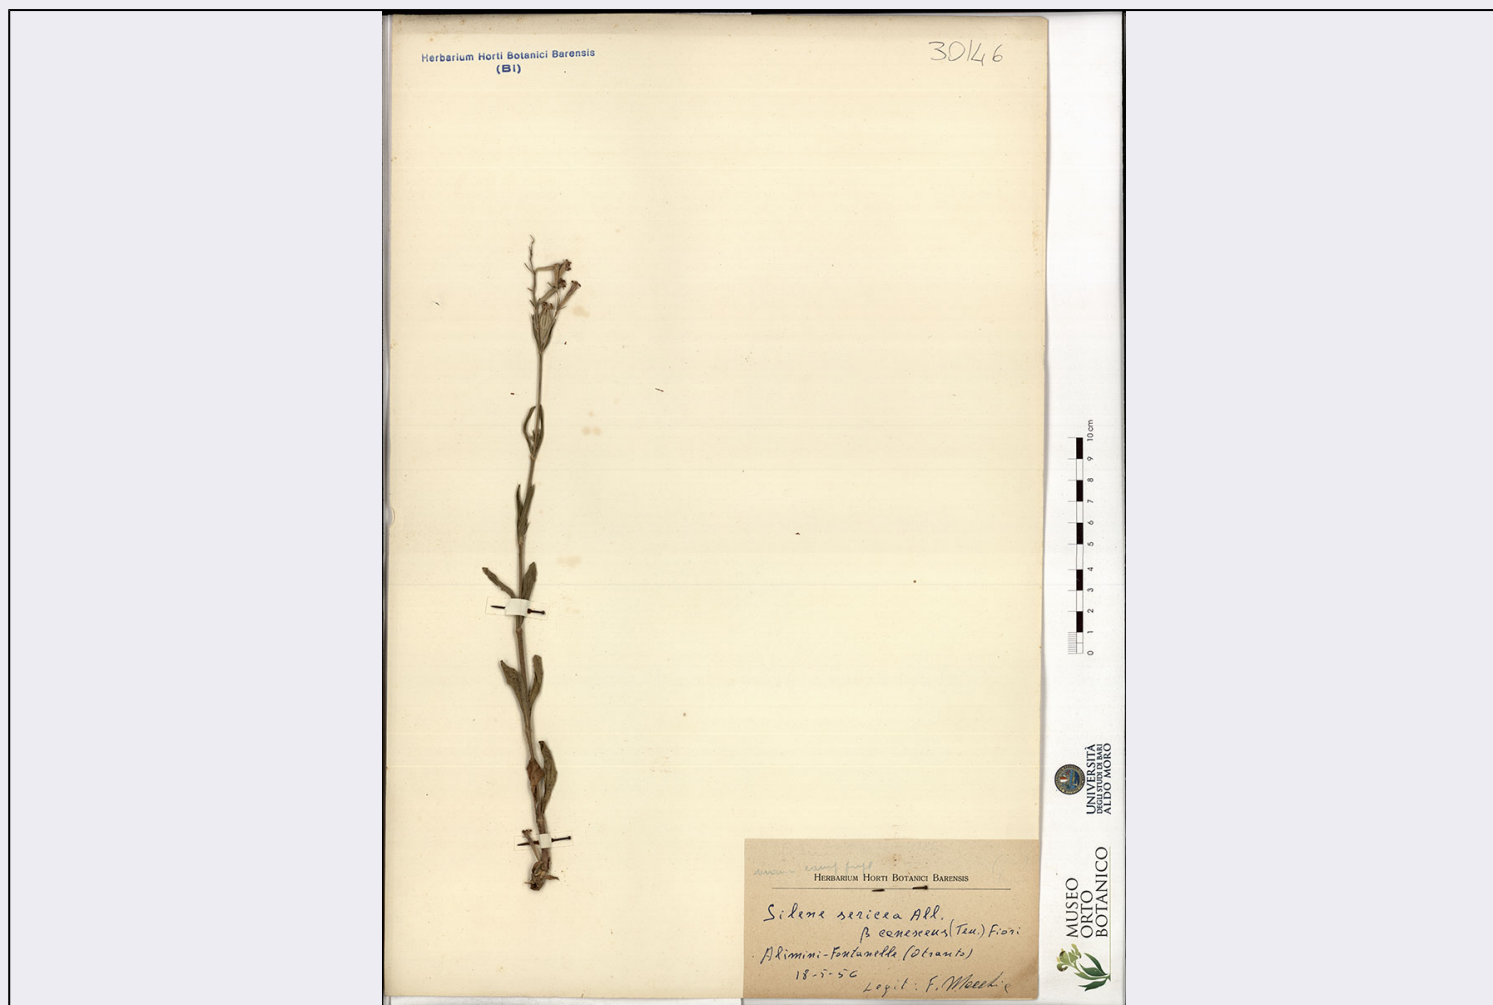 Herbarium Horti Botanici Barensis
(BI)
30146
10 cm
9
8
7
6
5
4
3
2
1
0
UNIVERSITÀ
DEGLI STUDI DI BARI
ALDO MORO
MUSEO
ORTO
BOTANICO
HERBARIUM HORTI BOTANICI BARENSIS
Silene sericea All.
β canescens (Ten.) Fiori
Alimini-Fontanelle (Otranto)
18-5-56
Legit: F.